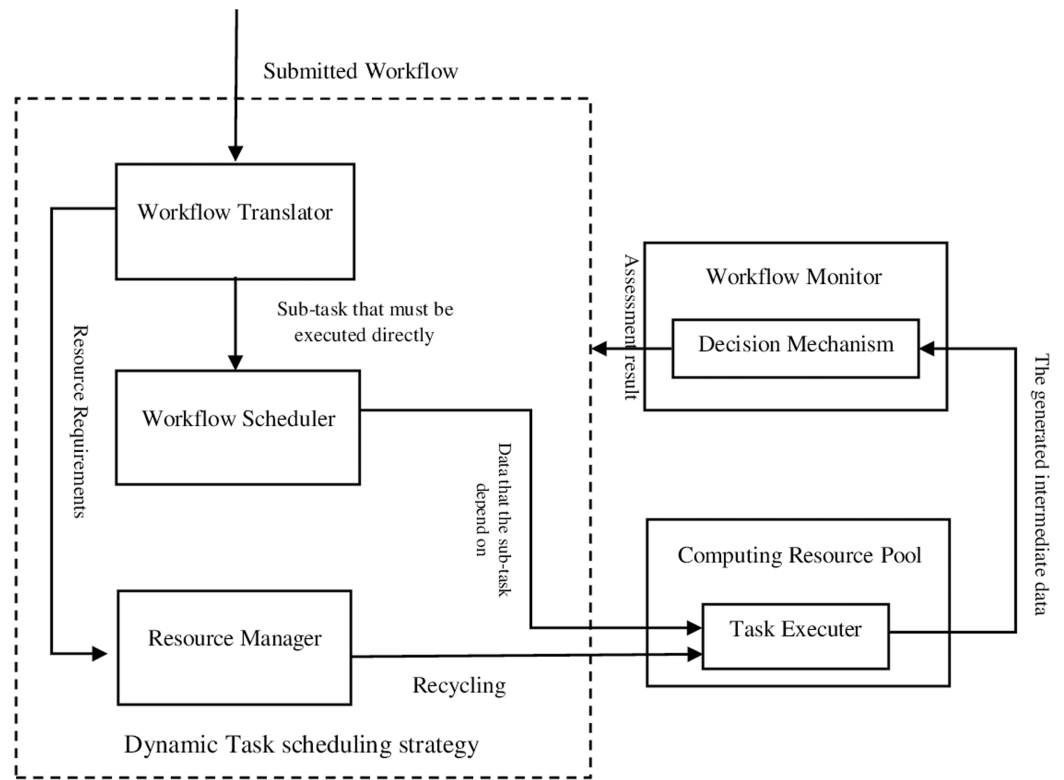 Submitted Workflow
Workflow Translator
Sub-task that must be
executed directly
Resource Requirements
Workflow Scheduler
Data that the sub-task
depend on
Resource Manager
Recycling
Dynamic Task scheduling strategy
Assessment result
Workflow Monitor
Decision Mechanism
Computing Resource Pool
Task Executer
The generated intermediate data